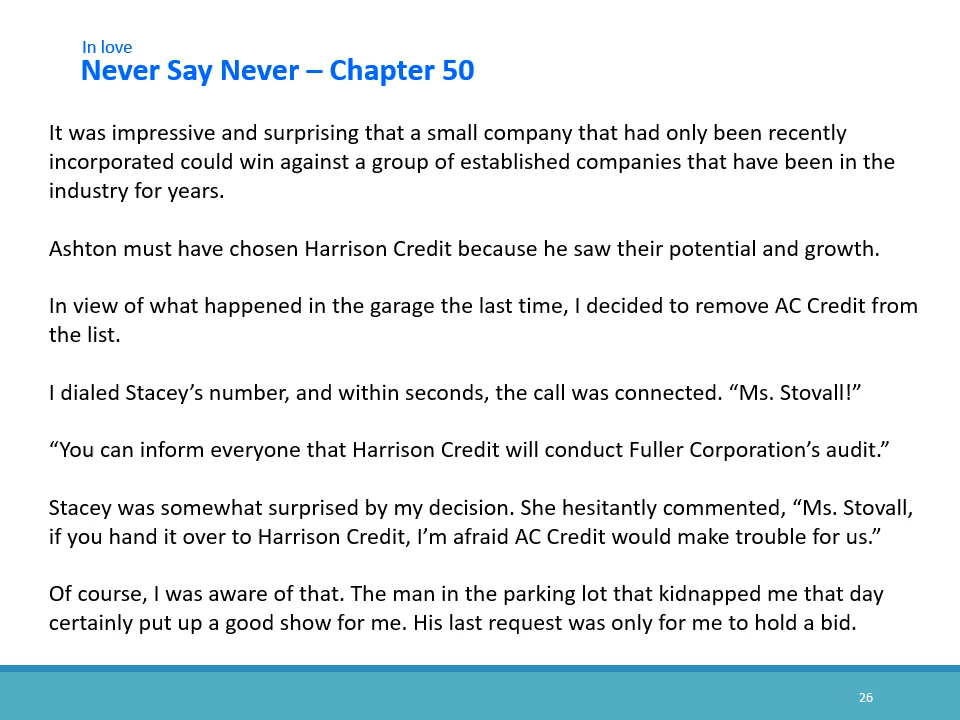 In love
Never Say Never – Chapter 50
It was impressive and surprising that a small company that had only been recently
incorporated could win against a group of established companies that have been in the
industry for years.
Ashton must have chosen Harrison Credit because he saw their potential and growth.
In view of what happened in the garage the last time, I decided to remove AC Credit from
the list.
I dialed Stacey’s number, and within seconds, the call was connected. “Ms. Stovall!”
“You can inform everyone that Harrison Credit will conduct Fuller Corporation’s audit.”
Stacey was somewhat surprised by my decision. She hesitantly commented, “Ms. Stovall,
if you hand it over to Harrison Credit, I’m afraid AC Credit would make trouble for us.”
Of course, I was aware of that. The man in the parking lot that kidnapped me that day
certainly put up a good show for me. His last request was only for me to hold a bid.
26